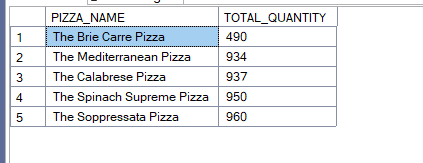 PIZZA_NAME TOTAL_QUANTITY
1 The Brie Carre Pizza 490
2 The Mediterranean Pizza 934
3 The Calabrese Pizza 937
4 The Spinach Supreme Pizza 950
5 The Soppressata Pizza 960